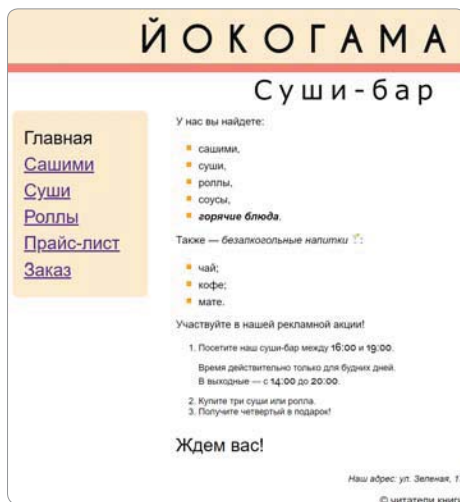 ЙОКОГАМА
Суши-бар
Главная
Сашими
Суши
Роллы
Прайс-лист
Заказ
У нас вы найдете:
сашими,
суши,
роллы,
соусы,
горячие блюда.
Также — безалкогольные напитки :
чай;
кофе;
мате.
Участвуйте в нашей рекламной акции!
1. Посетите наш суши-бар между 16:00 и 19:00.
Время действительно только для будних дней.
В выходные — с 14:00 до 20:00.
2. Купите три суши или ролла.
3. Получите четвертый в подарок!
Ждем вас!
Наш адрес: ул. Зеленая, 1
© читатели книги